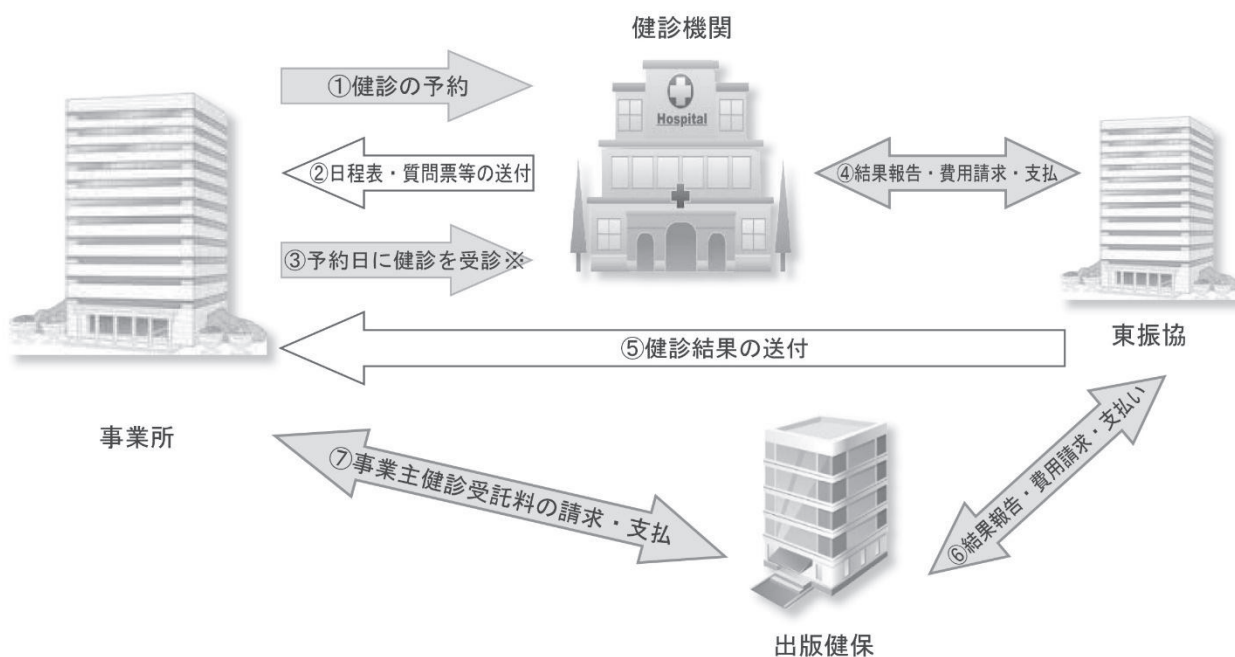 健診機関
①健診の予約
Hospital
②日程表・質問票等の送付
④結果報告・費用請求・支払
③予約日に健診を受診※
⑤健診結果の送付
東振協
事業所
⑦事業主健診受託料の請求・支払
⑥結果報告・費用請求・支払い
出版健保